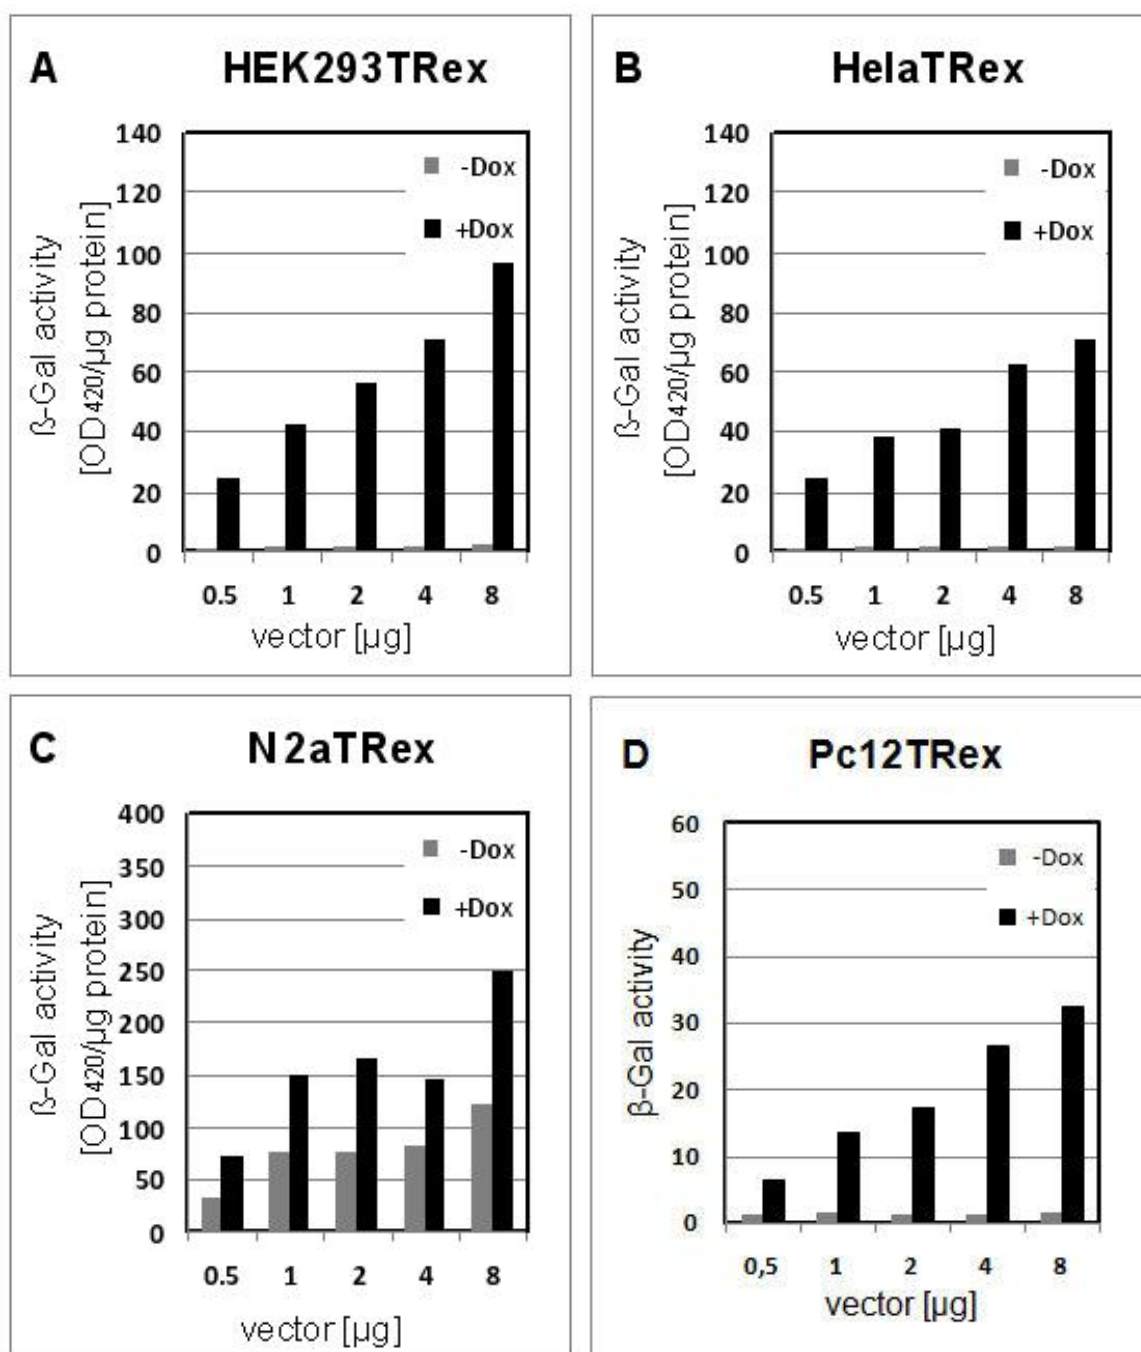 A HEK293TRex
140
120
100
80
60
40
20
0
-Dox
+Dox
ß-Gal activity
[OD420/µg protein]
0.5 1 2 4 8
vector [µg]
B HelaTRex
140
120
100
80
60
40
20
0
-Dox
+Dox
ß-Gal activity
[OD420/µg protein]
0.5 1 2 4 8
vector [µg]
C N2aTRex
400
350
300
250
200
150
100
50
0
-Dox
+Dox
ß-Gal activity
[OD420/µg protein]
0.5 1 2 4 8
vector [µg]
D Pc12TRex
60
50
40
30
20
10
0
-Dox
+Dox
β-Gal activity
0,5 1 2 4 8
vector [µg]